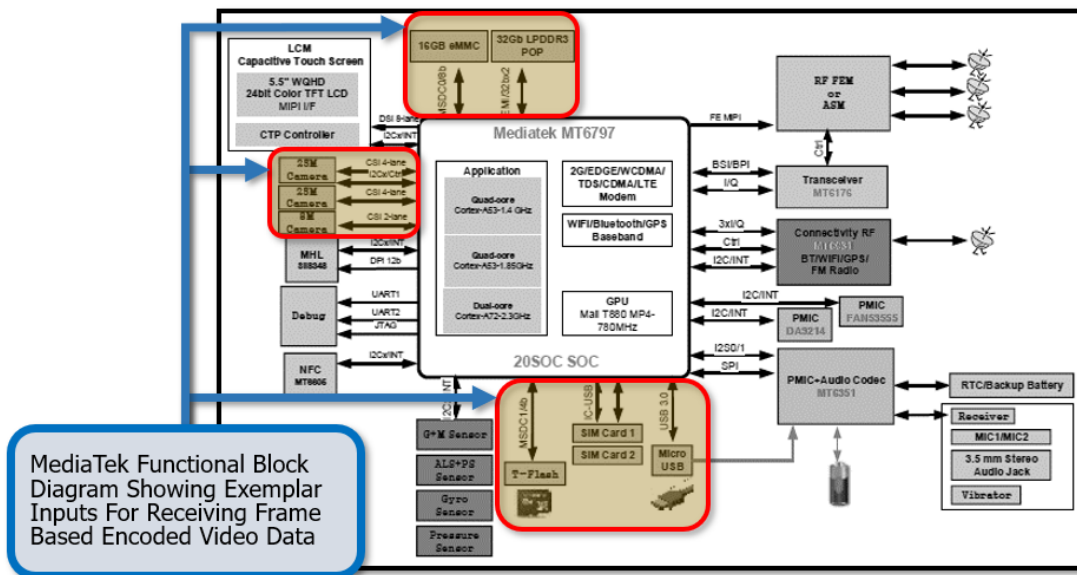 16GB eMMC
32Gb LPDDR3
POP
MSDC0/8b
EMI/32bx2
LCM
Capacitive Touch Screen
5.5" WQHD
24bit Color TFT LCD
MIPI I/F
CTP Controller
DSI 8-lane
I2Cx/INT
25M
Camera
25M
Camera
Camera
CSI 4-lane
I2Cx/Ctrl
CSI 4-lane
CSI 2-lane
MHL
I2Cx/INT
DPI 12b
Debug
UART1
UART2
JTAG
NFC
MT6605
I2Cx/INT
Mediatek MT6797
Application
Quad-core
Cortex-A53-1.4 GHz
Quad-core
Cortex-A53-1.85GHz
Dual-core
Cortex-A72-2.3GHz
2G/EDGE/WCDMA/
TDS/CDMA/LTE
Modem
WIFI/Bluetooth/GPS
Baseband
GPU
Mali T880 MP4-
780MHz
20SOC SOC
FE MIPI
RF FEM
or
ASM
Ctrl
BSI/BPI
I/Q
Transceiver
MT6176
3xI/Q
Ctrl
I2C/INT
Connectivity RF
BT/WIFI/GPS/
FM Radio
I2C/INT
I2C/INT
PMIC
FAN53555
PMIC
DA9214
I2S0/1
SPI
PMIC+Audio Codec
MT6351
RTC/Backup Battery
Receiver
MIC1/MIC2
3.5 mm Stereo
Audio Jack
Vibrator
G+M Sensor
ALS+PS
Sensor
Gyro
Sensor
Pressure
Sensor
MSDC1/4b
IC-USB
USB 3.0
SIM Card 1
SIM Card 2
T-Flash
Micro
USB
MediaTek Functional Block
Diagram Showing Exemplar
Inputs For Receiving Frame
Based Encoded Video Data